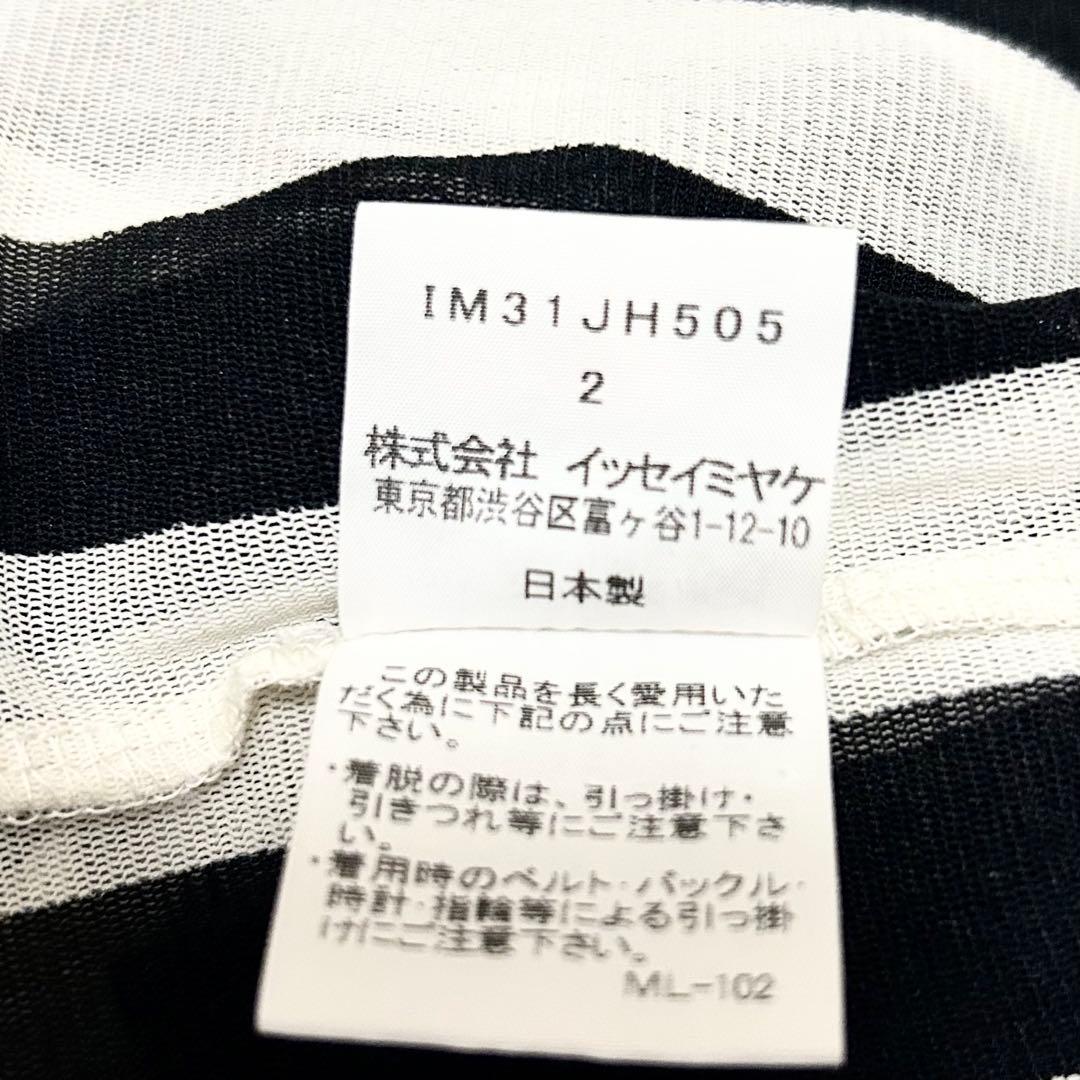 IM31JH505
2
株式会社 イッセイミヤケ
東京都渋谷区富ヶ谷1-12-10
日本製
この製品を長く愛用いた
だく為に下記の点にご注意
下さい。
・着脱の際は、引っ掛け・
引きつれ等にご注意下さ
い。
・着用時のベルト・バックル・
時計・指輪等による引っ掛
けにご注意下さい。
ML-102